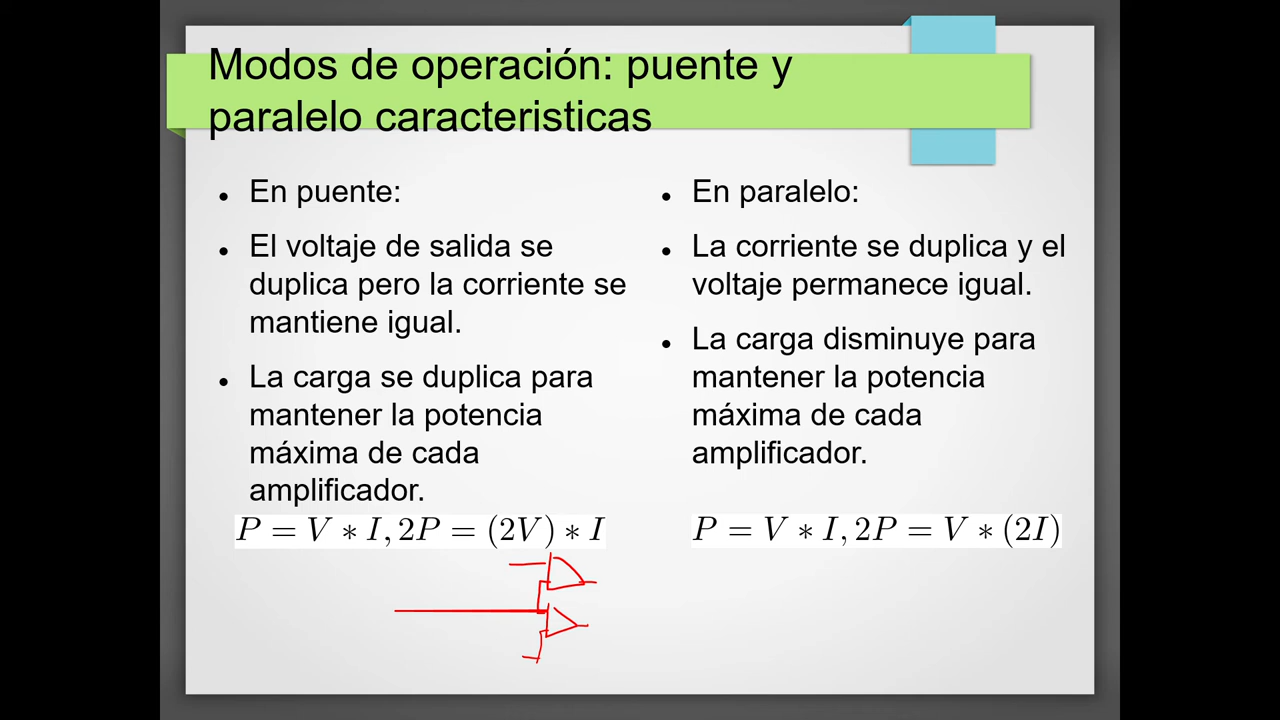 Modos de operación: puente y
paralelo caracteristicas
En puente:
El voltaje de salida se
duplica pero la corriente se
mantiene igual.
La carga se duplica para
mantener la potencia
máxima de cada
amplificador.
P = V * I, 2P = (2V) * I
En paralelo:
La corriente se duplica y el
voltaje permanece igual.
La carga disminuye para
mantener la potencia
máxima de cada
amplificador.
P = V * I, 2P = V * (2I)